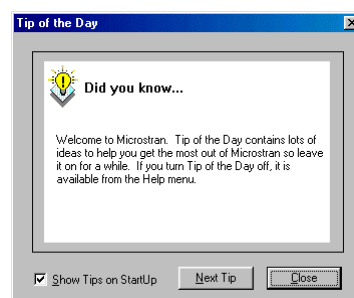 Tip of the Day
Did you know...
Welcome to Microstran. Tip of the Day contains lots of
ideas to help you get the most out of Microstran so leave
it on for a while. If you turn Tip of the Day off, it is
available from the Help menu.
Show Tips on StartUp Next Tip Close